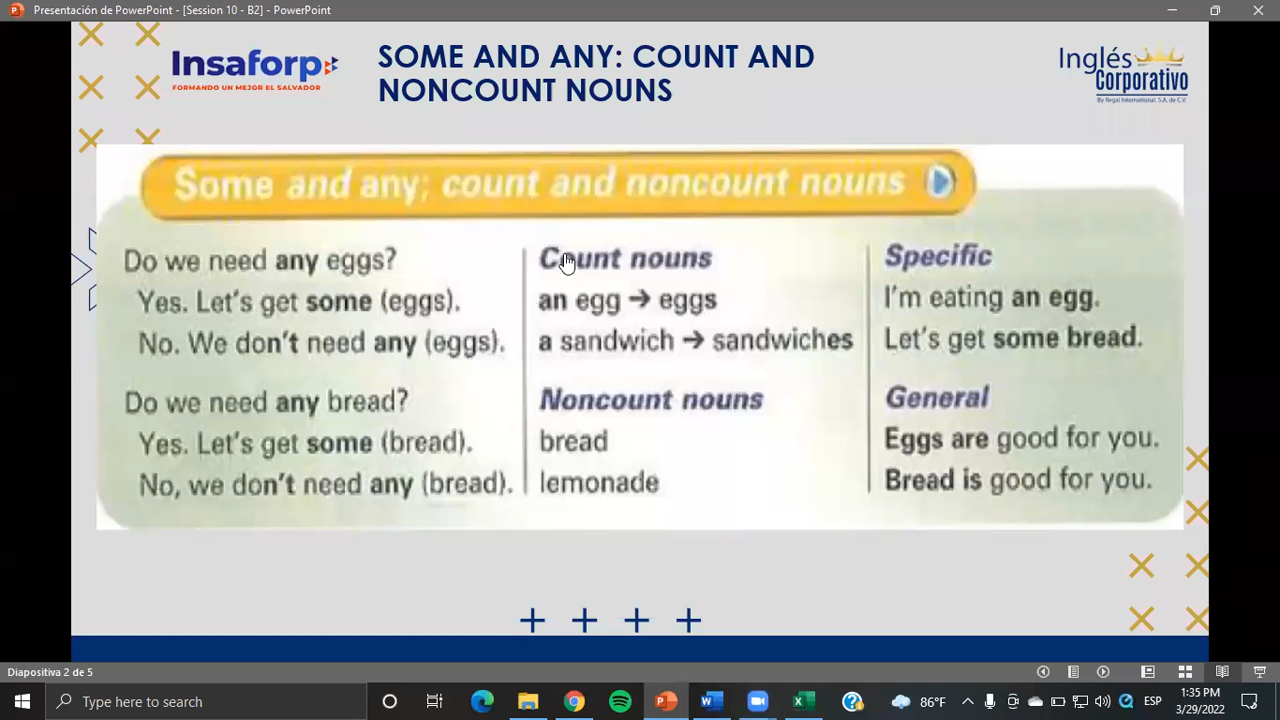 Presentación de PowerPoint - [Session 10 - B2] - PowerPoint
Insaforp
FORMANDO UN MEJOR EL SALVADOR
SOME AND ANY: COUNT AND
NONCOUNT NOUNS
Inglés
Corporativo
By Regal International, S.A. de C.V.
Some and any; count and noncount nouns
Do we need any eggs?
Yes. Let's get some (eggs).
No. We don't need any (eggs).
Do we need any bread?
Yes. Let's get some (bread).
No, we don't need any (bread).
Count nouns
an egg → eggs
a sandwich → sandwiches
Noncount nouns
bread
lemonade
Specific
I'm eating an egg.
Let's get some bread.
General
Eggs are good for you.
Bread is good for you.
Diapositiva 2 de 5
Type here to search
86°F
ESP
1:35 PM
3/29/2022